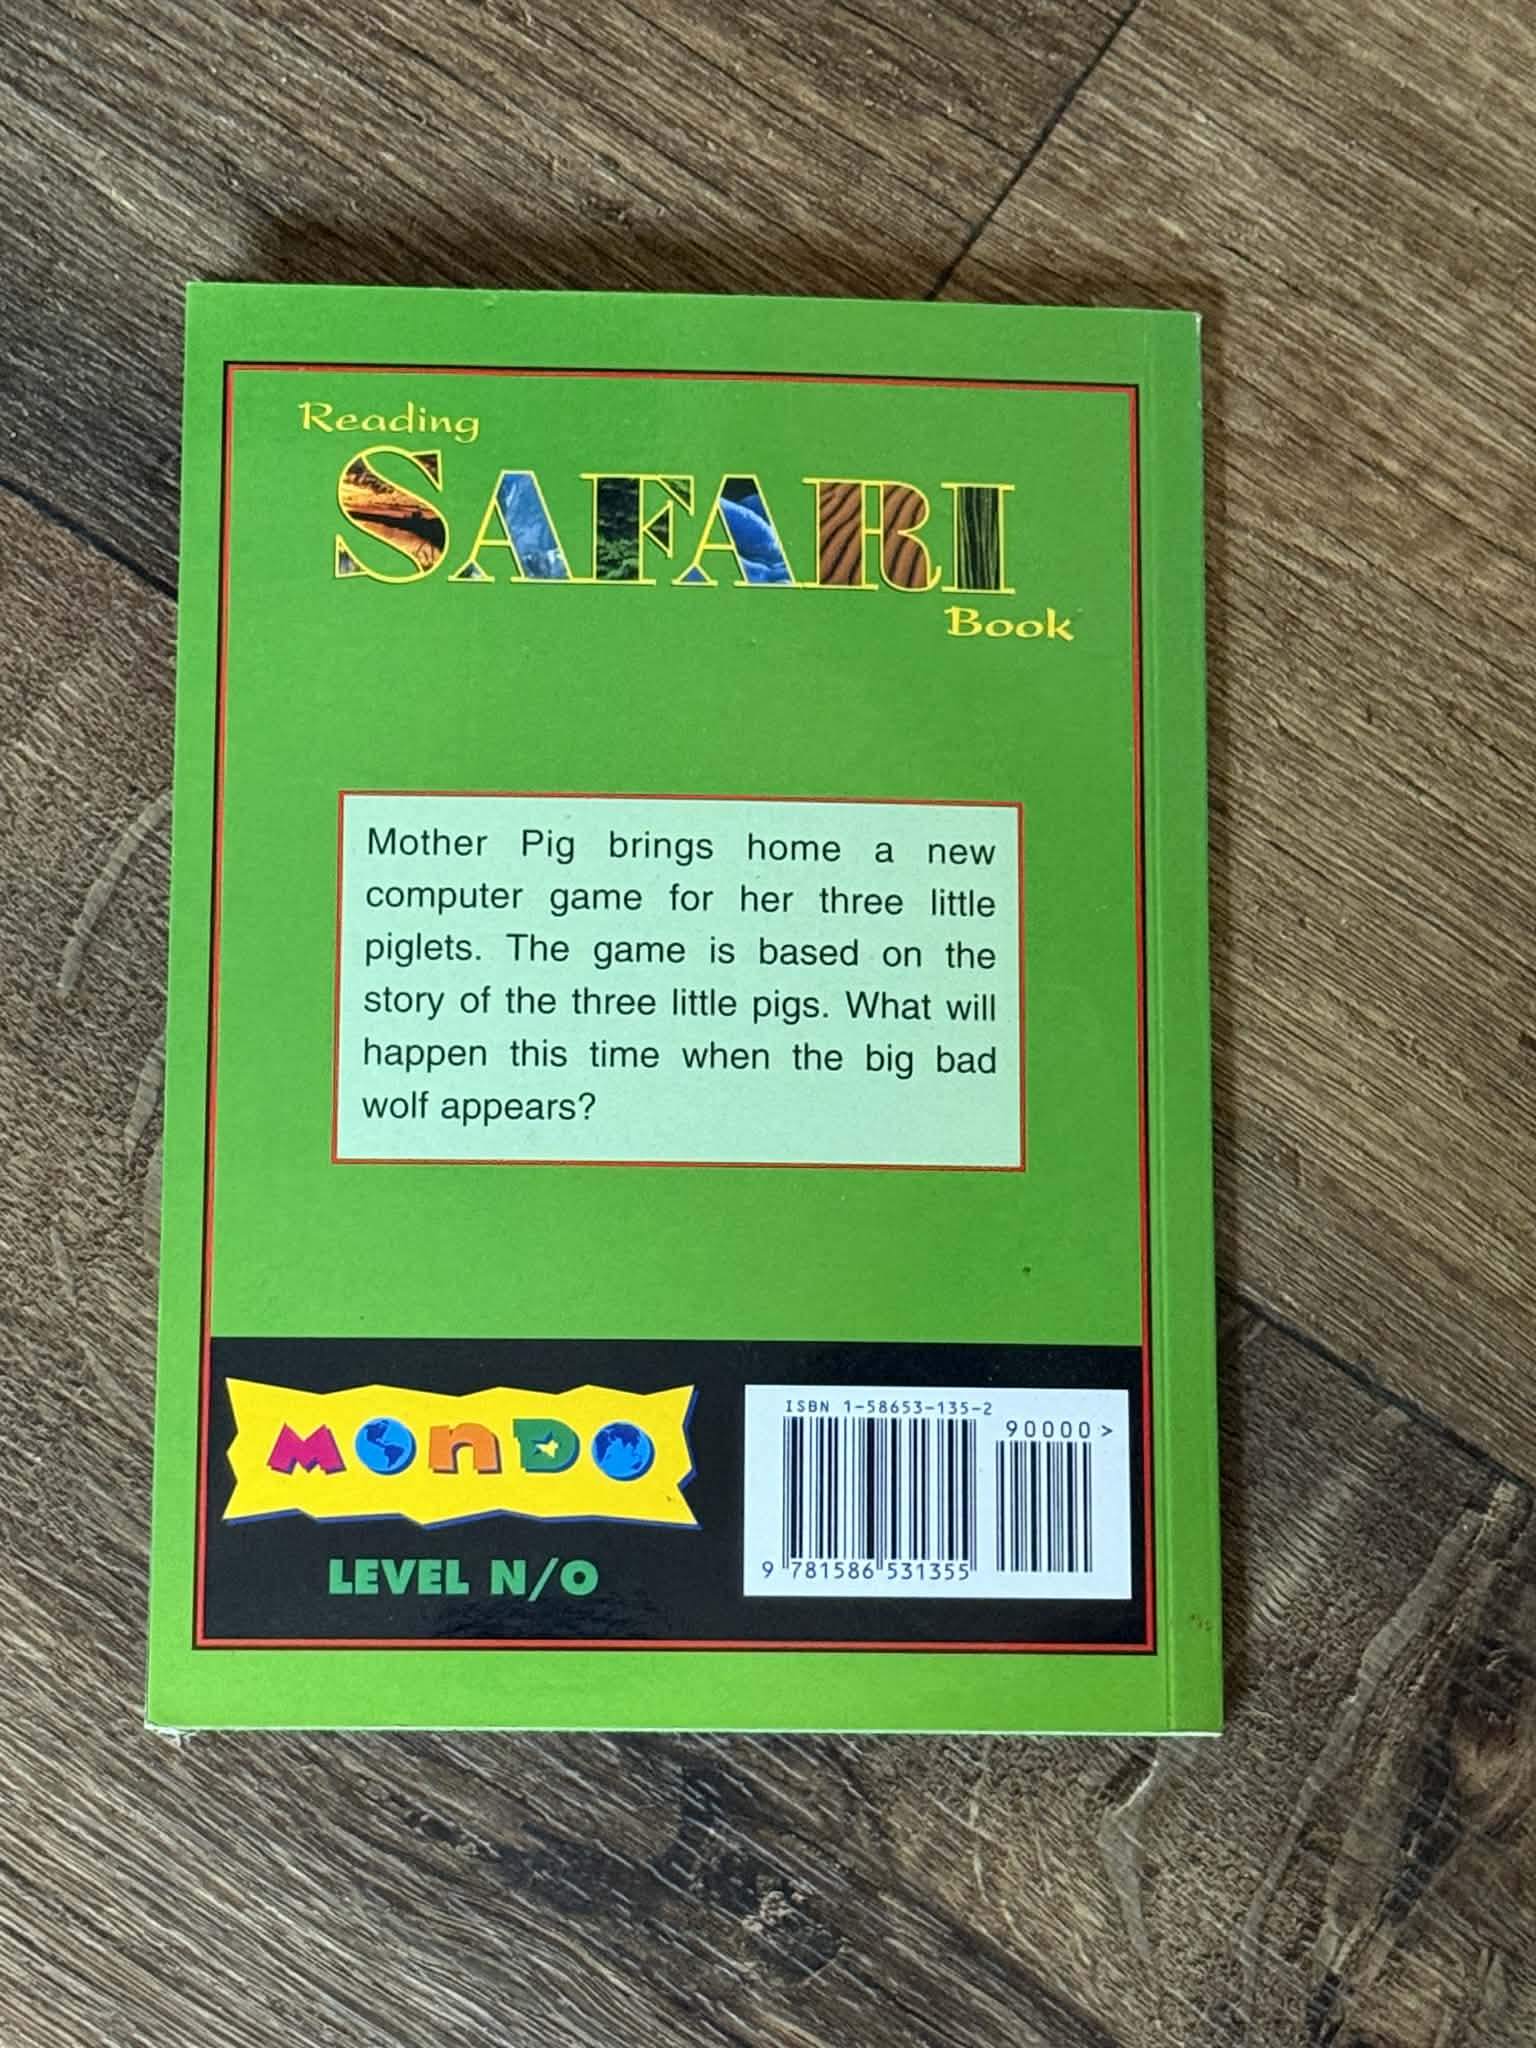 Reading
SAFARI
Book
Mother Pig brings home a new
computer game for her three little
piglets. The game is based on the
story of the three little pigs. What will
happen this time when the big bad
wolf appears?
MONDO
LEVEL N/O
ISBN 1-58653-135-2
90000>
9 781586 531355